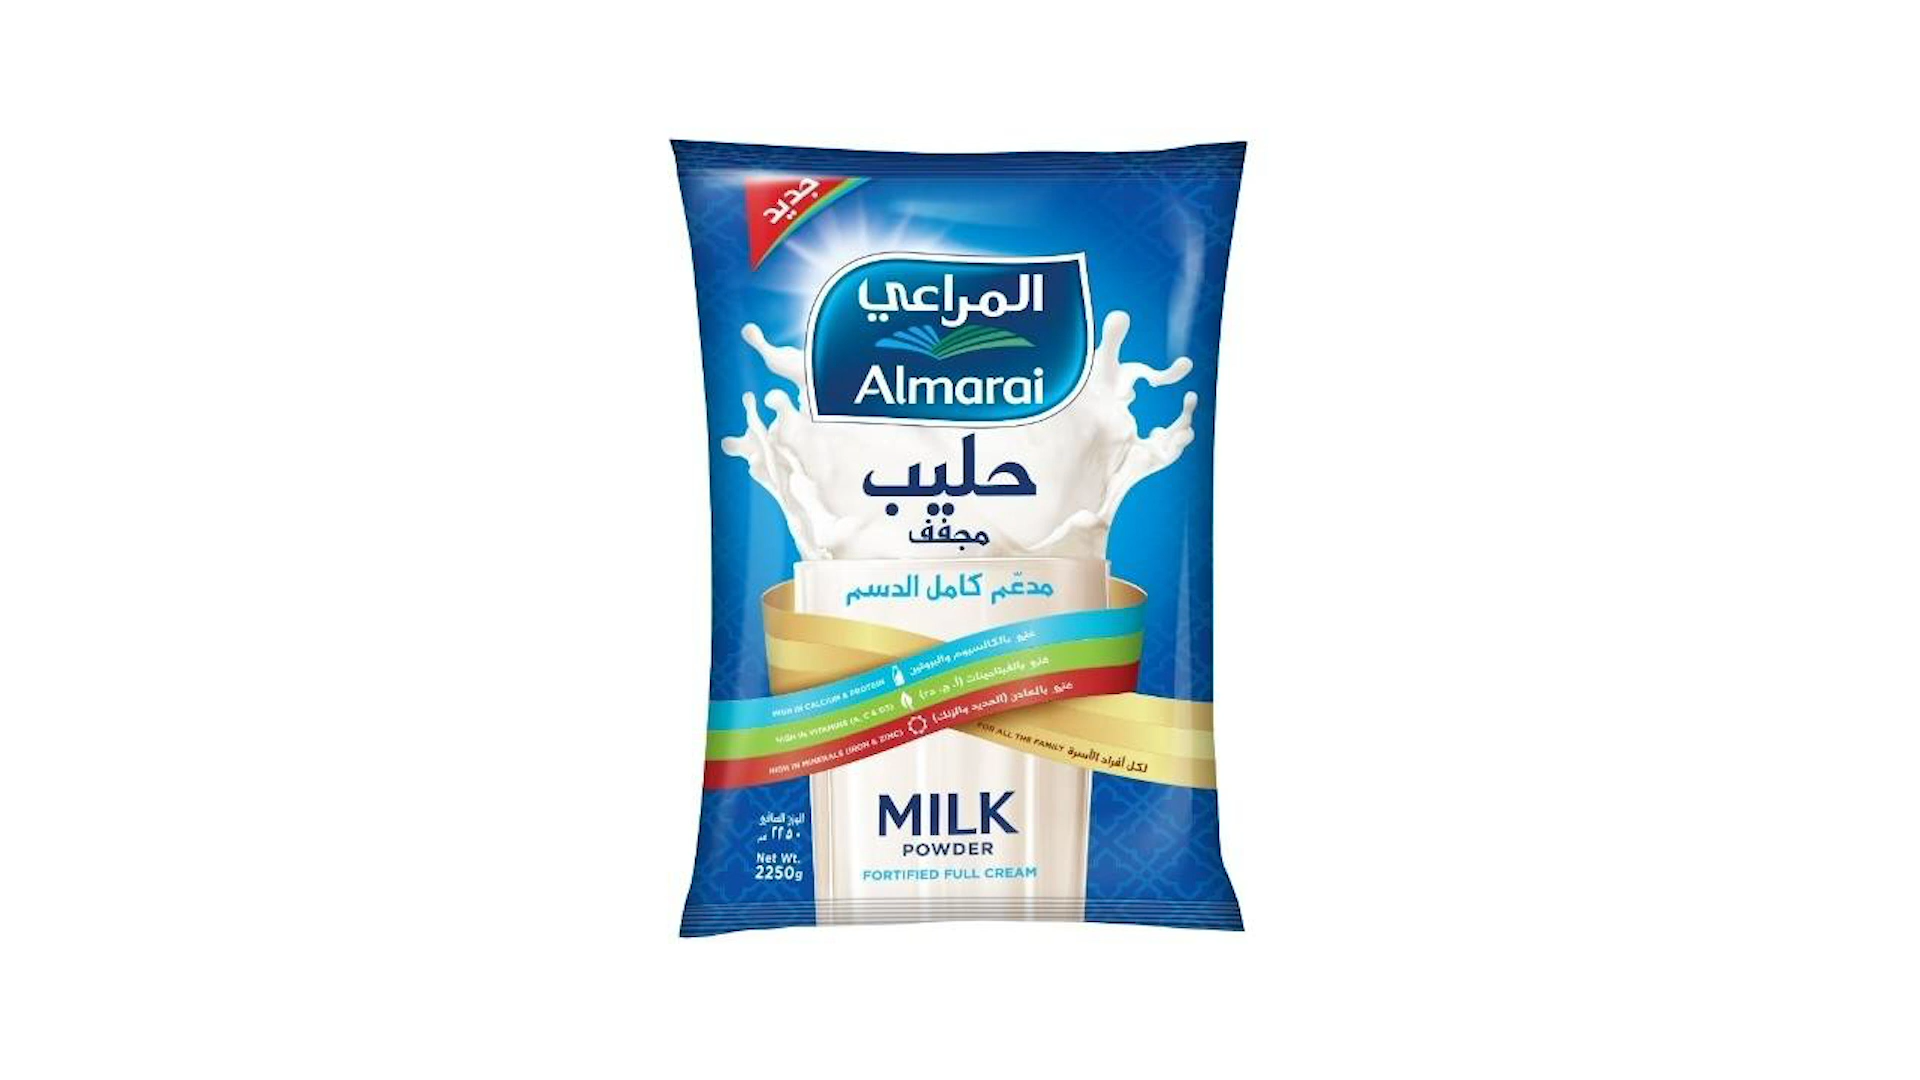 جديد
المراعي
Almarai
حليب
مجفف
مدعّم كامل الدسم
غني بالكالسيوم والبروتين
HIGH IN CALCIUM & PROTEIN
غني بالفيتامينات (أ، ج، د٣)
HIGH IN VITAMINS (A, C & D3)
غني بالمعادن (الحديد والزنك)
HIGH IN MINERALS (IRON & ZINC)
FOR ALL THE FAMILY لكل أفراد الأسرة
MILK
POWDER
FORTIFIED FULL CREAM
الوزن الصافي
٢٢٥٠ جم
Net Wt.
2250g